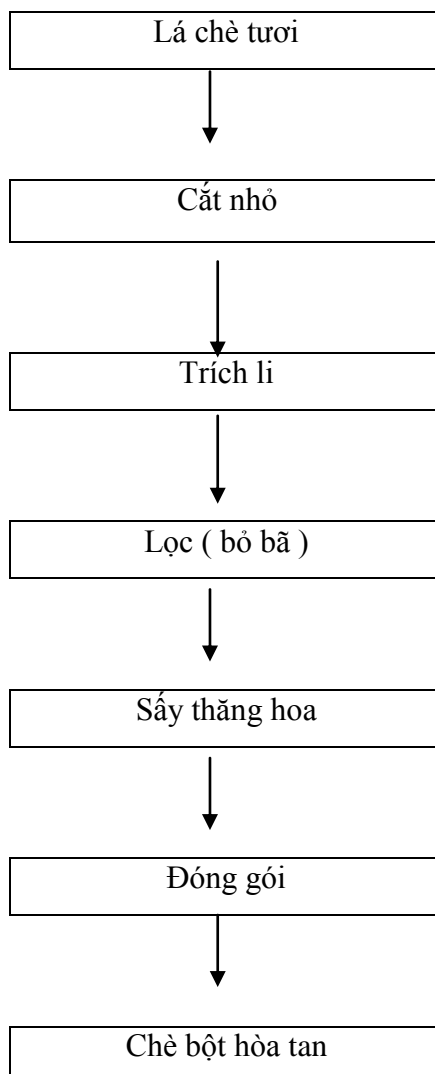 Lá chè tươi
Cắt nhỏ
Trích li
Lọc ( bỏ bã )
Sấy thăng hoa
Đóng gói
Chè bột hòa tan